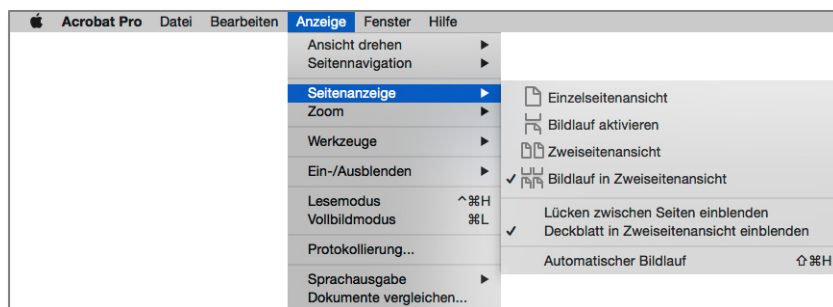 Acrobat Pro Datei Bearbeiten Anzeige Fenster Hilfe
Ansicht drehen
Seitennavigation
Seitenanzeige
Zoom
Werkzeuge
Ein-/Ausblenden
Lesemodus ^⌘H
Vollbildmodus ⌘L
Protokollierung...
Sprachausgabe
Dokumente vergleichen...
Einzelseitenansicht
Bildlauf aktivieren
Zweiseitenansicht
Bildlauf in Zweiseitenansicht
Lücken zwischen Seiten einblenden
Deckblatt in Zweiseitenansicht einblenden
Automatischer Bildlauf ⇧⌘H